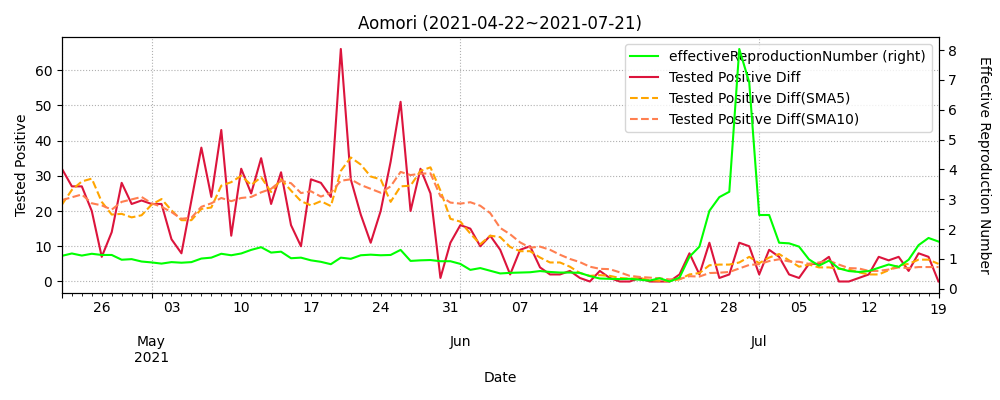 Aomori (2021-04-22~2021-07-21)
effectiveReproductionNumber (right)
Tested Positive Diff
Tested Positive Diff(SMA5)
Tested Positive Diff(SMA10)
Tested Positive
60
50
40
30
20
10
0
Effective Reproduction Number
8
7
6
5
4
3
2
1
0
26 03 10 17 24 31 07 14 21 28 05 12 19
May Jun Jul
2021
Date